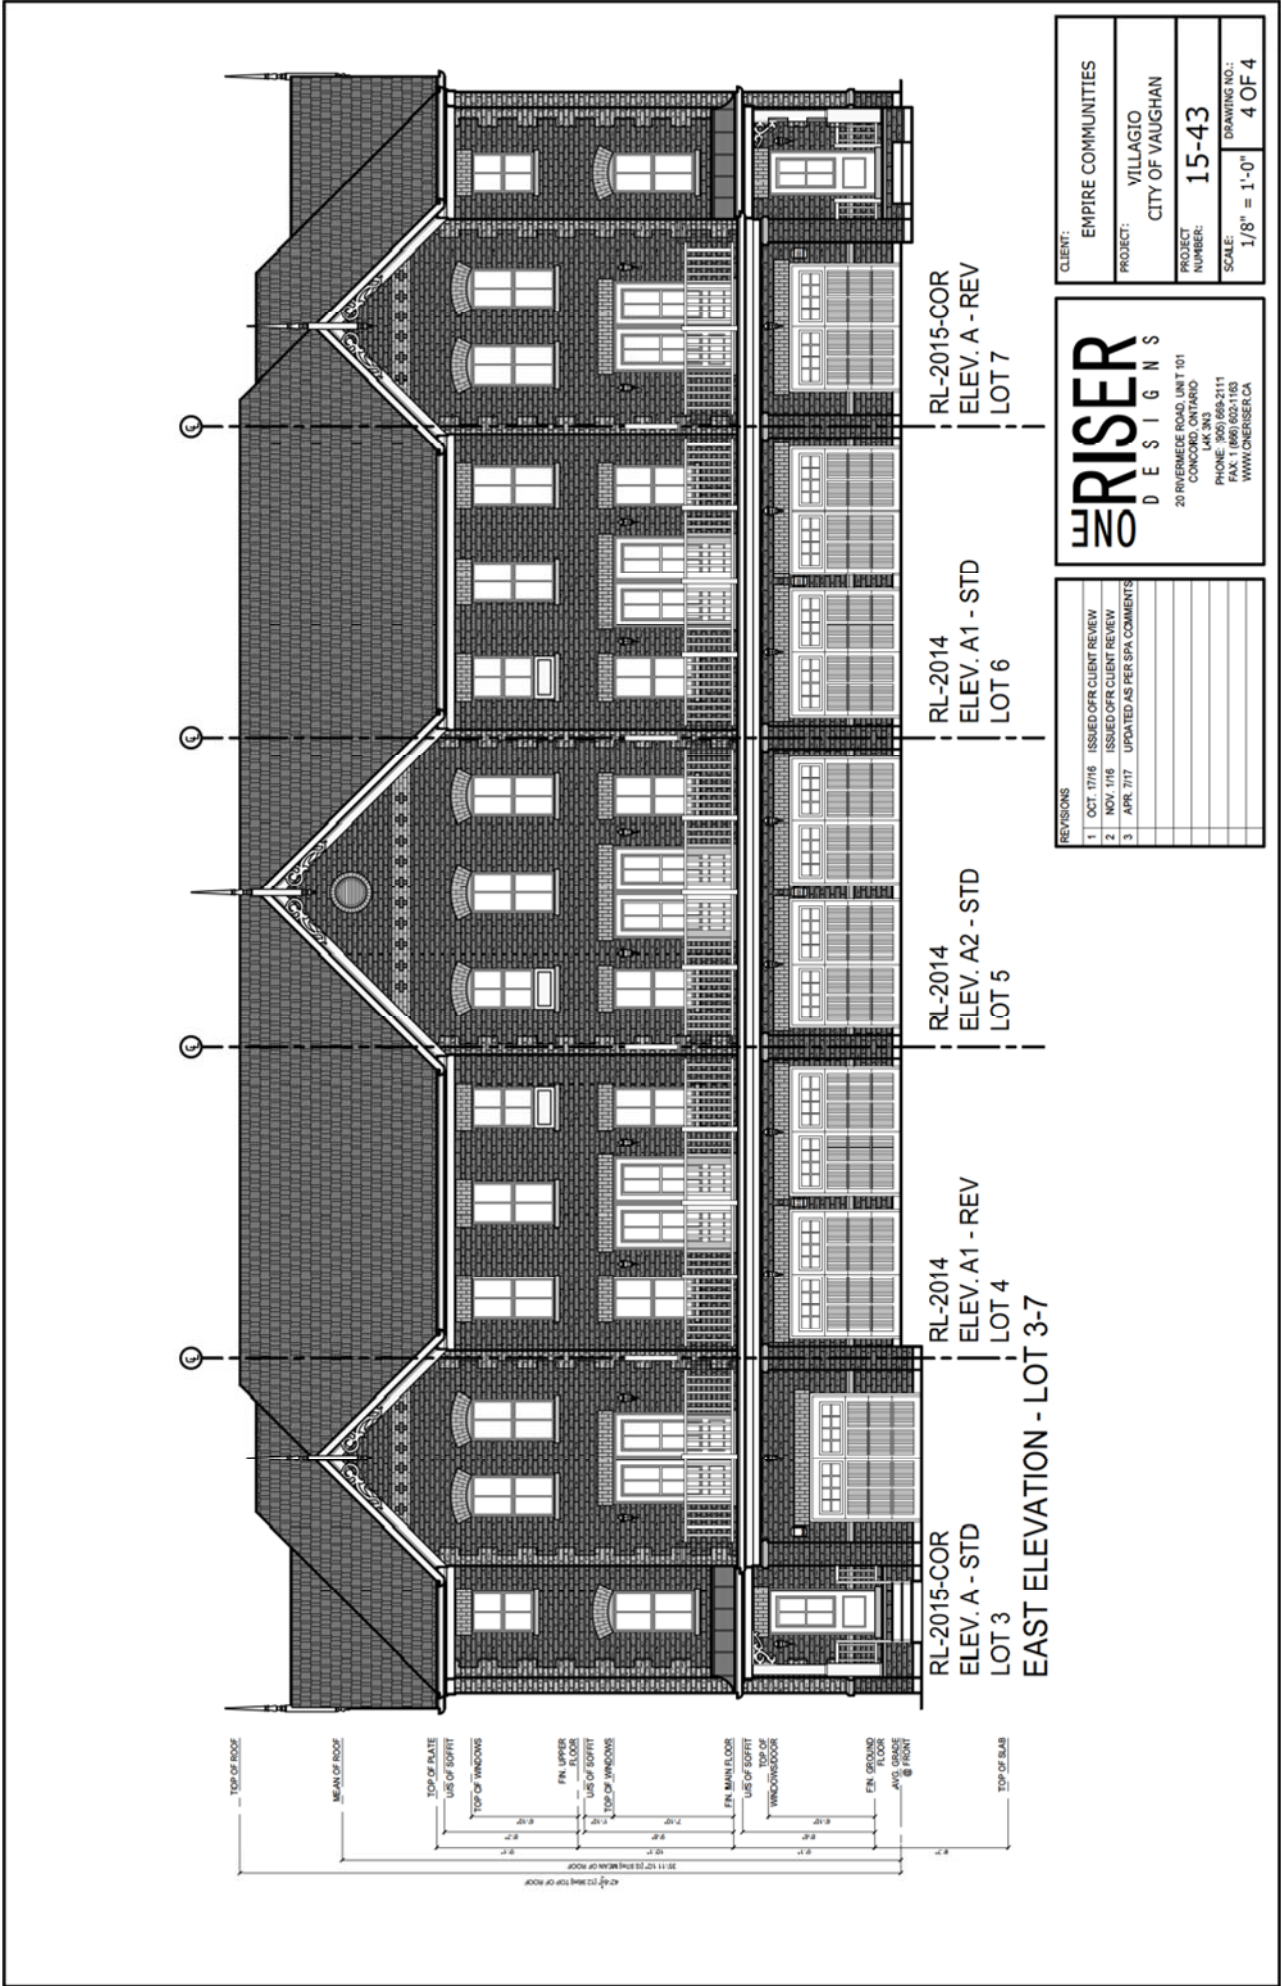 TOP OF ROOF
MEAN OF ROOF
TOP OF PLATE
U/S OF SOFFIT
TOP OF WINDOWS
FIN. UPPER
FLOOR
U/S OF SOFFIT
TOP OF WINDOWS
FIN. MAIN FLOOR
U/S OF SOFFIT
TOP OF
WINDOWS/DOOR
FIN. GROUND
FLOOR
AVG. GRADE
@ FRONT
TOP OF SLAB
MEAN OF ROOF
TOP OF ROOF
RL-2015-COR
ELEV. A - STD
LOT 3
RL-2014
ELEV. A1 - REV
LOT 4
RL-2014
ELEV. A2 - STD
LOT 5
RL-2014
ELEV. A1 - STD
LOT 6
RL-2015-COR
ELEV. A - REV
LOT 7
EAST ELEVATION - LOT 3-7
REVISIONS
1 OCT. 17/16 ISSUED OFR CLIENT REVIEW
2 NOV. 1/16 ISSUED OFR CLIENT REVIEW
3 APR. 7/17 UPDATED AS PER SPA COMMENTS
ONE RISER
DESIGNS
20 RIVERMEDE ROAD, UNIT 101
CONCORD, ONTARIO
L4K 3N3
PHONE: (905) 669-2111
FAX: 1 (866) 602-1163
WWW.ONERISER.CA
CLIENT:
EMPIRE COMMUNITIES
PROJECT:
VILLAGIO
CITY OF VAUGHAN
PROJECT
NUMBER:
15-43
SCALE:
1/8" = 1'-0"
DRAWING NO.:
4 OF 4